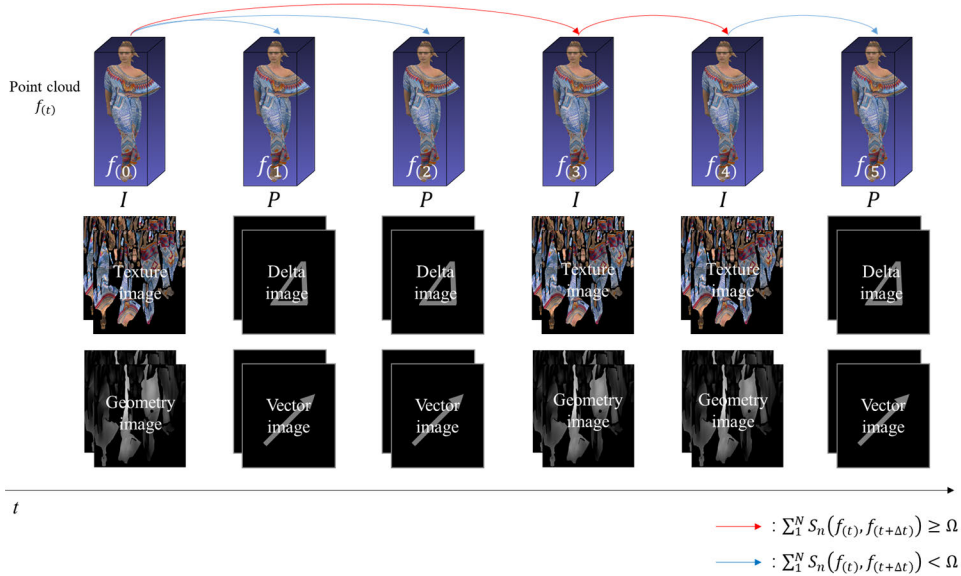 Point cloud
f(t)
f(0) f(1) f(2) f(3) f(4) f(5)
I P P I I P
Texture image Delta image Delta image Texture image Texture image Delta image
Geometry image Vector image Vector image Geometry image Geometry image Vector image
t
: ∑₁ᴺ Sₙ(f(t), f(t+Δt)) ≥ Ω
: ∑₁ᴺ Sₙ(f(t), f(t+Δt)) < Ω